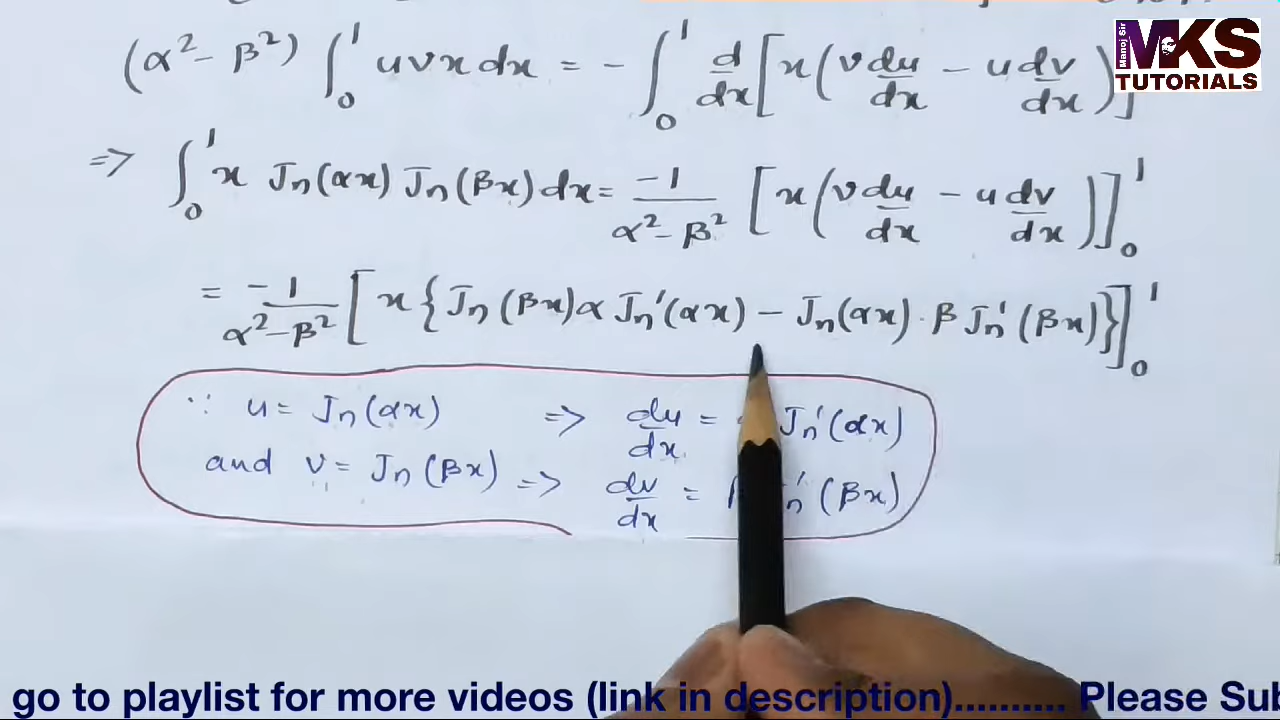 (α²-β²) ∫₀¹ uvx dx = - ∫₀¹ d/dx [x(v du/dx - u dv/dx)]
=> ∫₀¹ x Jn(αx) Jn(βx) dx = -1/(α²-β²) [x(v du/dx - u dv/dx)]₀¹
= -1/(α²-β²) [x{Jn(βx) α Jn'(αx) - Jn(αx) · β Jn'(βx)}]₀¹
∵ u = Jn(αx) => du/dx = Jn'(αx)
and v = Jn(βx) => dv/dx = n'(βx)
Manoj Sir
MKS
TUTORIALS
go to playlist for more videos (link in description).......... Please Sul